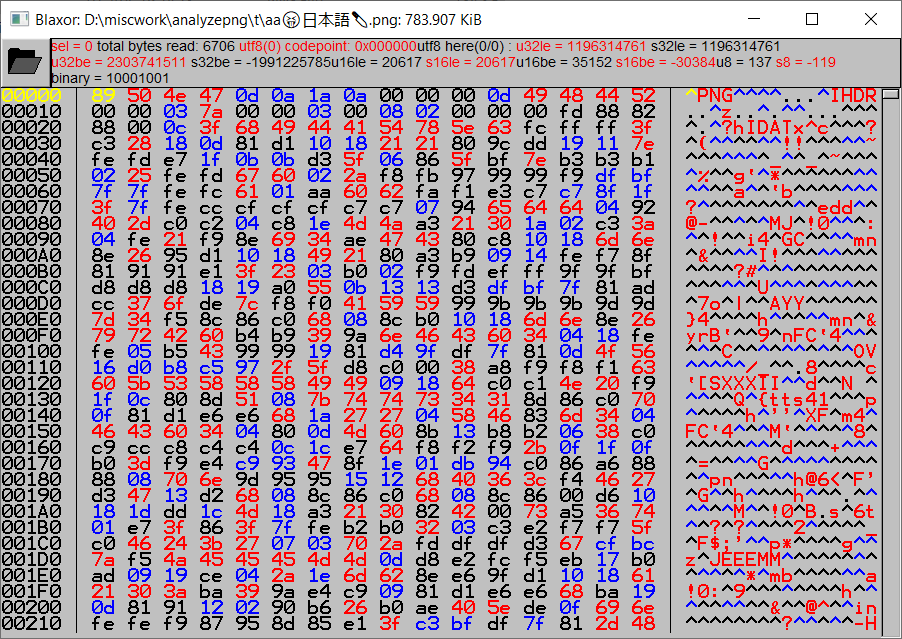 Blaxor: D:\miscwork\analyzepng\t\aa😝日本語🔪.png: 783.907 KiB
sel = 0 total bytes read: 6706 utf8(0) codepoint: 0x000000utf8 here(0/0) : u32le = 1196314761 s32le = 1196314761
u32be = 2303741511 s32be = -1991225785u16le = 20617 s16le = 20617u16be = 35152 s16be = -30384u8 = 137 s8 = -119
binary = 10001001
00000 89 50 4e 47 0d 0a 1a 0a 00 00 00 0d 49 48 44 52 ^PNG^^^^...^IHDR
00010 00 00 03 7a 00 00 03 00 08 02 00 00 00 fd 88 82 ..^z..^.^^...^^^
00020 88 00 0c 3f 68 49 44 41 54 78 5e 63 fc ff ff 3f ^.^?hIDATx^c^^^?
00030 c3 28 18 0d 81 d1 10 18 21 21 80 9c dd 19 11 7e ^(^^^^^^!!^^^^^~
00040 fe fd e7 1f 0b 0b d3 5f 06 86 5f bf 7e b3 b3 b1 ^^^^^^^_^^_^~^^^
00050 02 25 fe fd 67 60 02 2a f8 fb 97 99 99 f9 df bf ^%^^g`^*^^^^^^^^
00060 7f 7f fe fc 61 01 aa 60 62 fa f1 e3 c7 c7 8f 1f ^^^^a^^`b^^^^^^^
00070 3f 7f fe cc cf cf cf c7 c7 07 94 65 64 64 04 92 ?^^^^^^^^^^edd^^
00080 40 2d c0 c2 04 c8 1e 4d 4a a3 21 30 1a 02 c3 3a @-^^^^^MJ^!0^^^:
00090 04 fe 21 f9 8e 69 34 ae 47 43 80 c8 10 18 6d 6e ^^!^^i4^GC^^^^mn
000A0 8e 26 95 d1 10 18 49 21 80 a3 b9 09 14 fe f7 8f ^&^^^^I!^^^^^^^^
000B0 81 91 91 e1 3f 23 03 b0 02 f9 fd ef ff 9f 9f bf ^^^^?#^^^^^^^^^^
000C0 d8 d8 d8 18 19 a0 55 0b 13 13 d3 df bf 7f 81 ad ^^^^^^U^^^^^^^^^
000D0 cc 37 6f de 7c f8 f0 41 59 59 99 9b 9b 9b 9d 9d ^7o^|^^AYY^^^^^^
000E0 7d 34 f5 8c 86 c0 68 08 8c b0 10 18 6d 6e 8e 26 }4^^^^h^^^^^mn^&
000F0 79 72 42 60 b4 b9 39 9a 6e 46 43 60 34 04 18 fe yrB`^^9^nFC`4^^^
00100 fe 05 b5 43 99 99 19 81 d4 9f df 7f 81 0d 4f 56 ^^^C^^^^^^^^^^OV
00110 16 d0 b8 c5 97 2f 5f d8 c0 00 38 a8 f9 f8 f1 63 ^^^^^/_^^.8^^^^c
00120 60 5b 53 58 58 58 49 49 09 18 64 c0 c1 4e 20 f9 `[SXXXII^^d^^N ^
00130 1f 0c 80 8d 51 08 7b 74 74 73 34 31 8d 86 c0 70 ^^^^Q^{tts41^^^p
00140 0f 81 d1 e6 e6 68 1a 27 27 04 58 46 83 6d 34 04 ^^^^^h^''^XF^m4^
00150 46 43 60 34 04 80 0d 4d 60 8b 13 b8 b2 06 38 c0 FC`4^^^M`^^^^^8^
00160 c9 cc c8 c4 c4 0c 1c e7 64 f8 f2 f9 2b 0f 1f 0f ^^^^^^^^d^^^+^^^
00170 b0 3d f9 e4 c9 93 47 8f 1e 01 db 94 c0 86 a6 88 ^=^^^^G^^^^^^^^^
00180 88 08 70 6e 9d 95 95 15 12 68 40 36 3c f4 46 27 ^^pn^^^^^h@6<^F'
00190 d3 47 13 d2 68 08 8c 86 c0 68 08 8c 86 00 d6 10 ^G^^h^^^^h^^^.^^
001A0 18 1d dd 1c 4d 18 a3 21 30 82 42 00 73 a5 36 74 ^^^^M^^!0^B.s^6t
001B0 01 e7 3f 86 3f 7f fe b2 b0 32 03 c3 e2 f7 f7 5f ^^?^?^^^^2^^^^^_
001C0 c0 46 24 3b 27 07 03 70 2a fd df df d3 67 cf bc ^F$;'^^p*^^^^g^^
001D0 7a f5 4a 45 45 45 4d 4d 0d d8 e2 fc f5 eb 17 b0 z^JEEEMM^^^^^^^^
001E0 ad 09 19 ce 04 2a 1e 6d 62 8e e6 9f d1 10 18 61 ^^^^^*^mb^^^^^^a
001F0 21 30 3a ba 39 9a e4 c9 09 81 d1 e6 e6 68 ba 19 !0:^9^^^^^^^^h^^
00200 0d 81 91 12 02 90 b6 26 b0 ae 40 5e de 0f 69 6e ^^^^^^^&^^@^^^in
00210 fe fe f9 87 95 8d 85 e1 3f c3 bf df 7f 81 2d 48 ^^^^^^^^?^^^^^-H